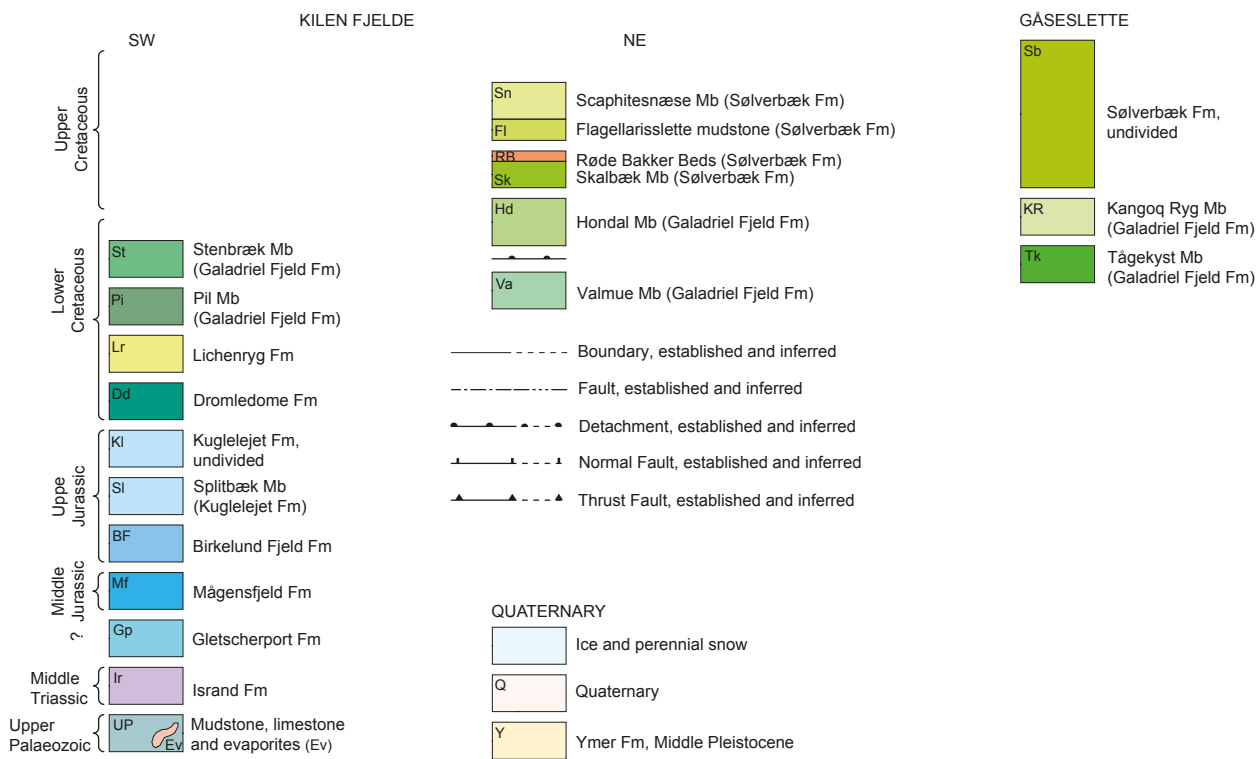 KILEN FJELDE
SW
NE
GÅSESLETTE
Upper
Cretaceous
Lower
Cretaceous
St
Stenbræk Mb
(Galadriel Fjeld Fm)
Pi
Pil Mb
(Galadriel Fjeld Fm)
Lr
Lichenryg Fm
Dd
Dromledome Fm
Uppe
Jurassic
Kl
Kuglelejet Fm,
undivided
Sl
Splitbæk Mb
(Kuglelejet Fm)
BF
Birkelund Fjeld Fm
Middle
Jurassic
Mf
Mågensfjeld Fm
?
Gp
Gletscherport Fm
Middle
Triassic
Ir
Isrand Fm
Upper
Palaeozoic
UP
Ev
Mudstone, limestone
and evaporites (Ev)
Sn
Scaphitesnæse Mb (Sølverbæk Fm)
Fl
Flagellarisslette mudstone (Sølverbæk Fm)
RB
Røde Bakker Beds (Sølverbæk Fm)
Sk
Skalbæk Mb (Sølverbæk Fm)
Hd
Hondal Mb (Galadriel Fjeld Fm)
Va
Valmue Mb (Galadriel Fjeld Fm)
Boundary, established and inferred
Fault, established and inferred
Detachment, established and inferred
Normal Fault, established and inferred
Thrust Fault, established and inferred
QUATERNARY
Ice and perennial snow
Q
Quaternary
Y
Ymer Fm, Middle Pleistocene
Sb
Sølverbæk Fm,
undivided
KR
Kangoq Ryg Mb
(Galadriel Fjeld Fm)
Tk
Tågekyst Mb
(Galadriel Fjeld Fm)